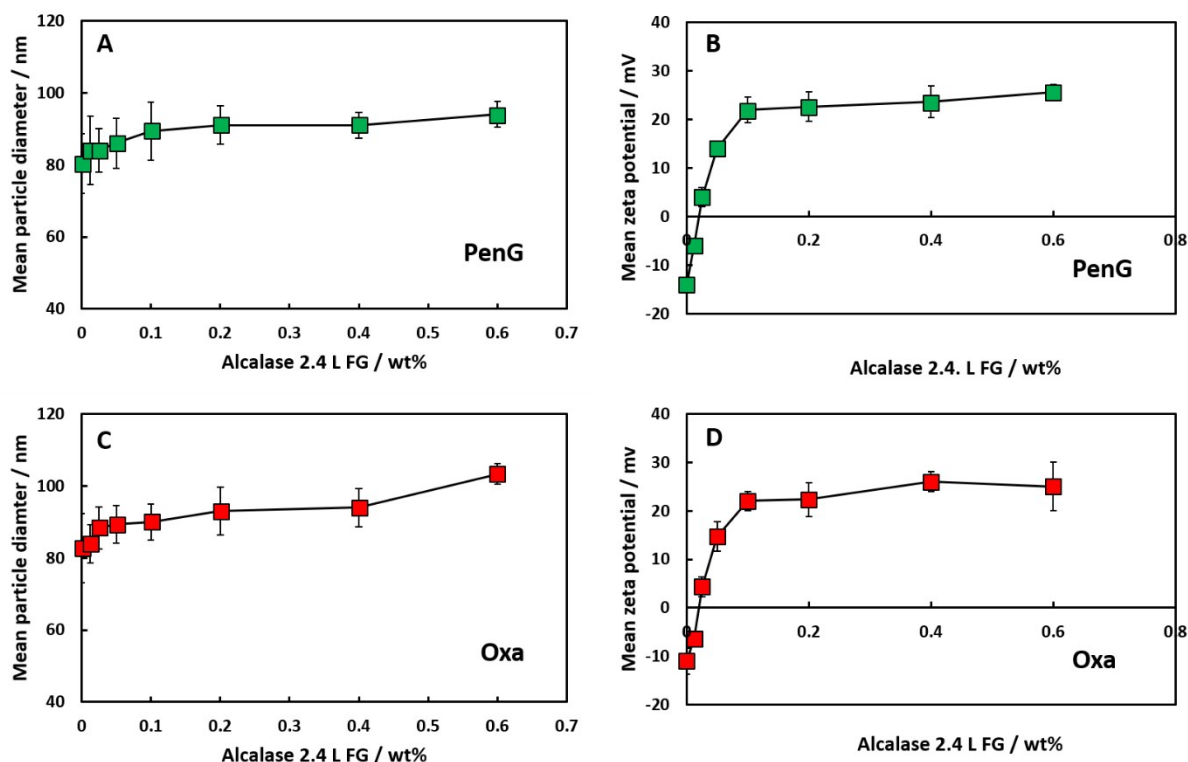 A
Mean particle diameter / nm
120
100
80
60
40
0 0.1 0.2 0.3 0.4 0.5 0.6 0.7
PenG
Alcalase 2.4 L FG / wt%
B
Mean zeta potential / mV
40
30
20
10
0
-10
-20
0 0.2 0.4 0.6 0.8
PenG
Alcalase 2.4. L FG / wt%
C
Mean particle diamter / nm
120
100
80
60
40
0 0.1 0.2 0.3 0.4 0.5 0.6 0.7
Oxa
Alcalase 2.4 L FG / wt%
D
Mean zeta potential / mv
40
30
20
10
0
-10
-20
0 0.2 0.4 0.6 0.8
Oxa
Alcalase 2.4 L FG / wt%